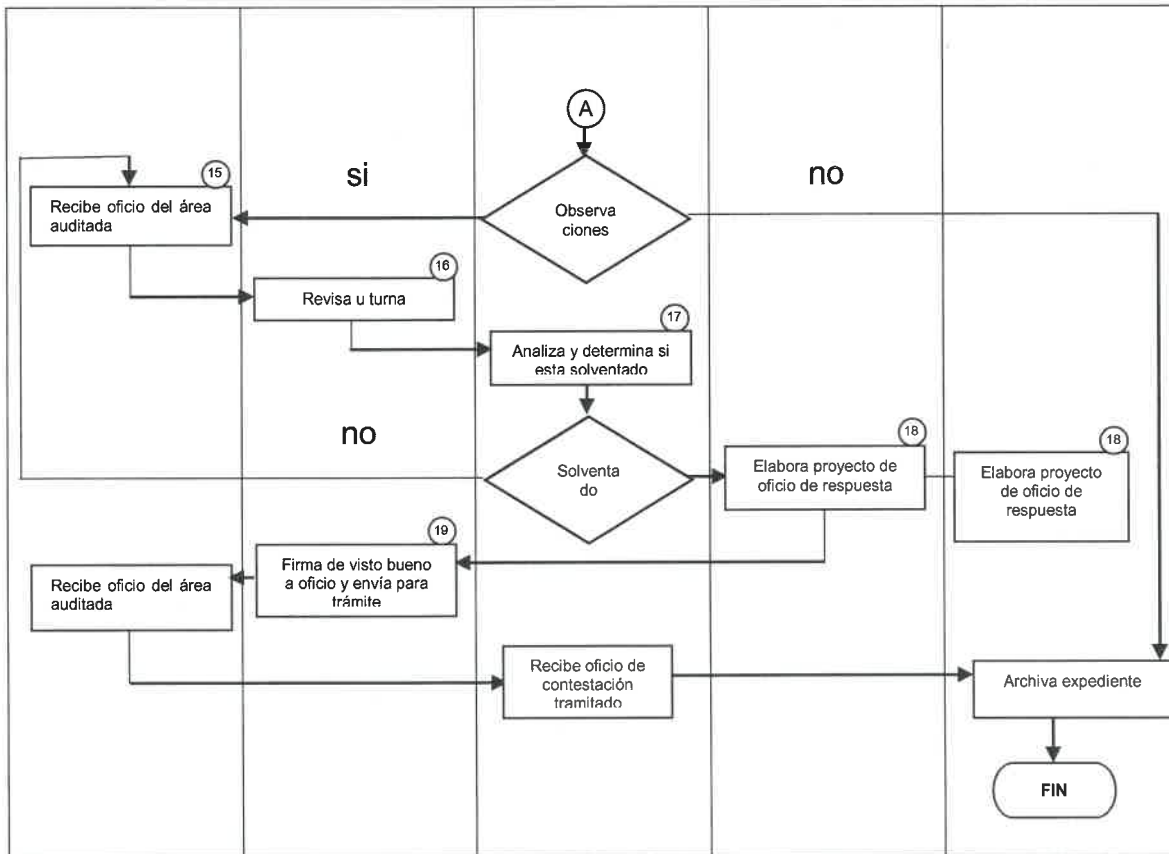 A
si
no
Observa
ciones
15
Recibe oficio del área
auditada
16
Revisa u turna
17
Analiza y determina si
esta solventado
no
Solventa
do
18
Elabora proyecto de
oficio de respuesta
18
Elabora proyecto
de oficio de
respuesta
19
Firma de visto bueno
a oficio y envía para
trámite
Recibe oficio del área
auditada
Recibe oficio de
contestación
tramitado
Archiva expediente
FIN